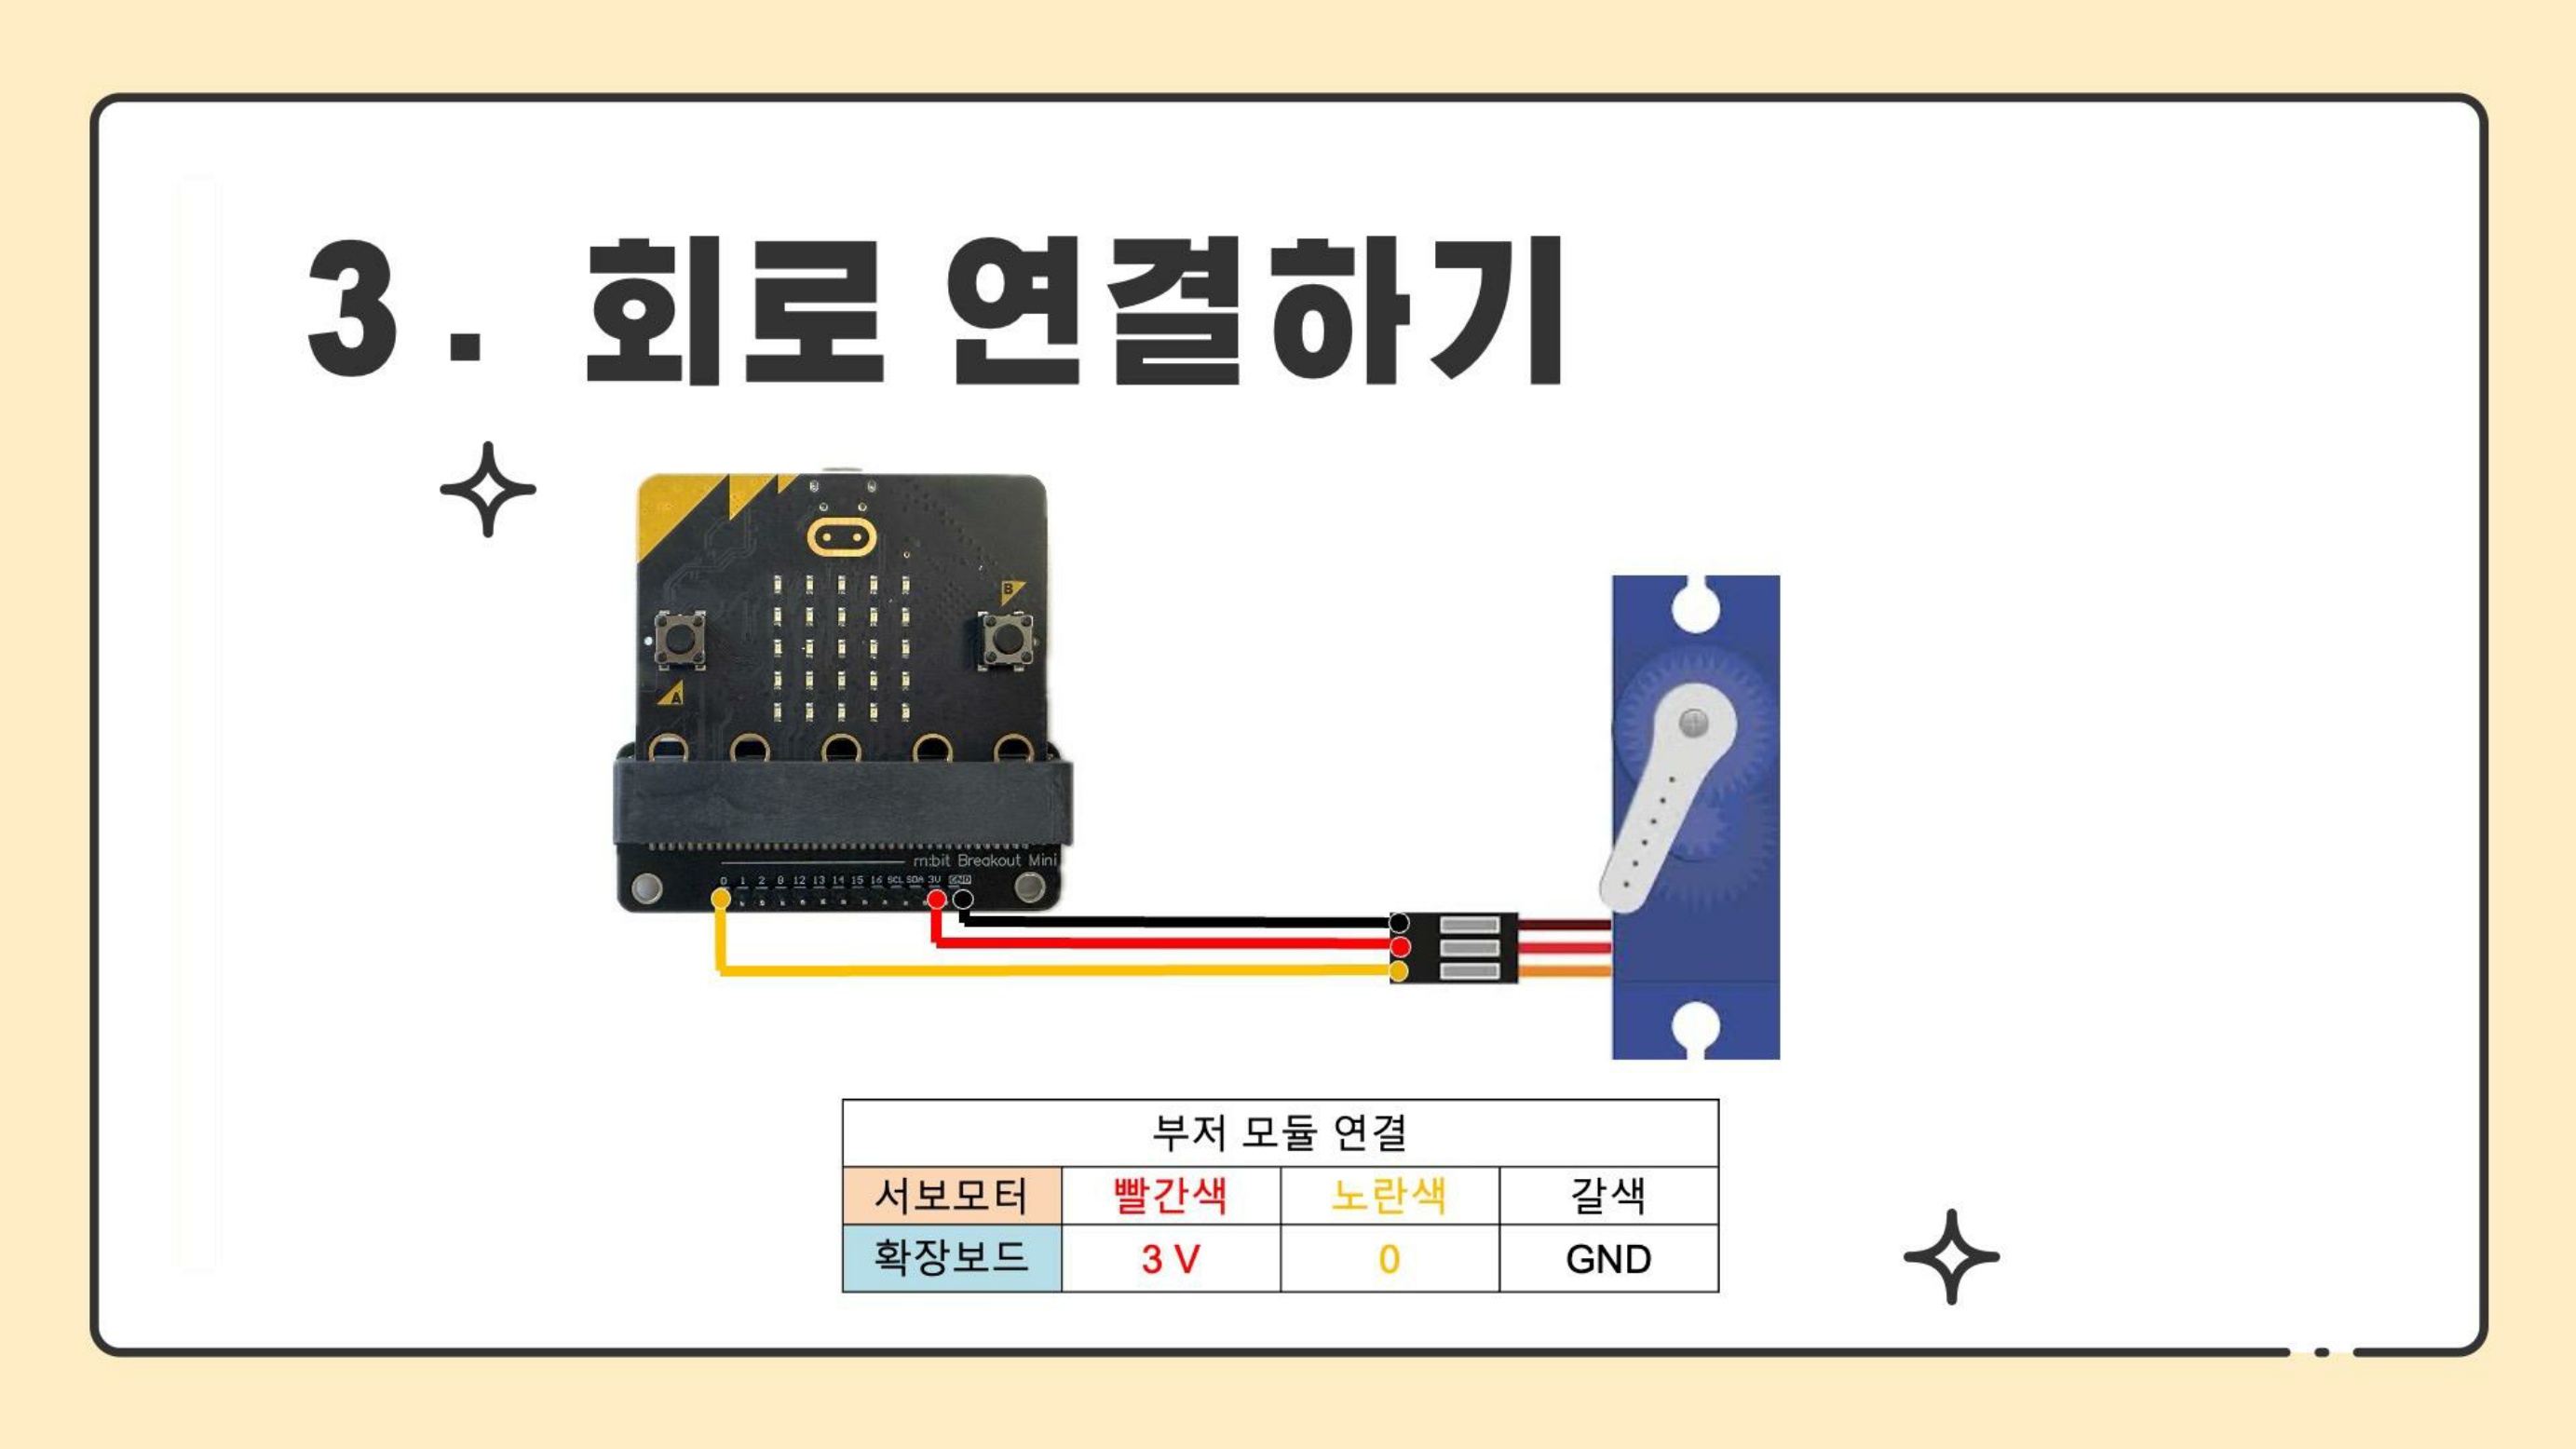 3. 회로 연결하기
B
A
m:bit Breakout Mini
0 1 2 8 12 13 14 15 16 SCL SDA 3V GND
부저 모듈 연결
서보모터 빨간색 노란색 갈색
확장보드 3 V 0 GND